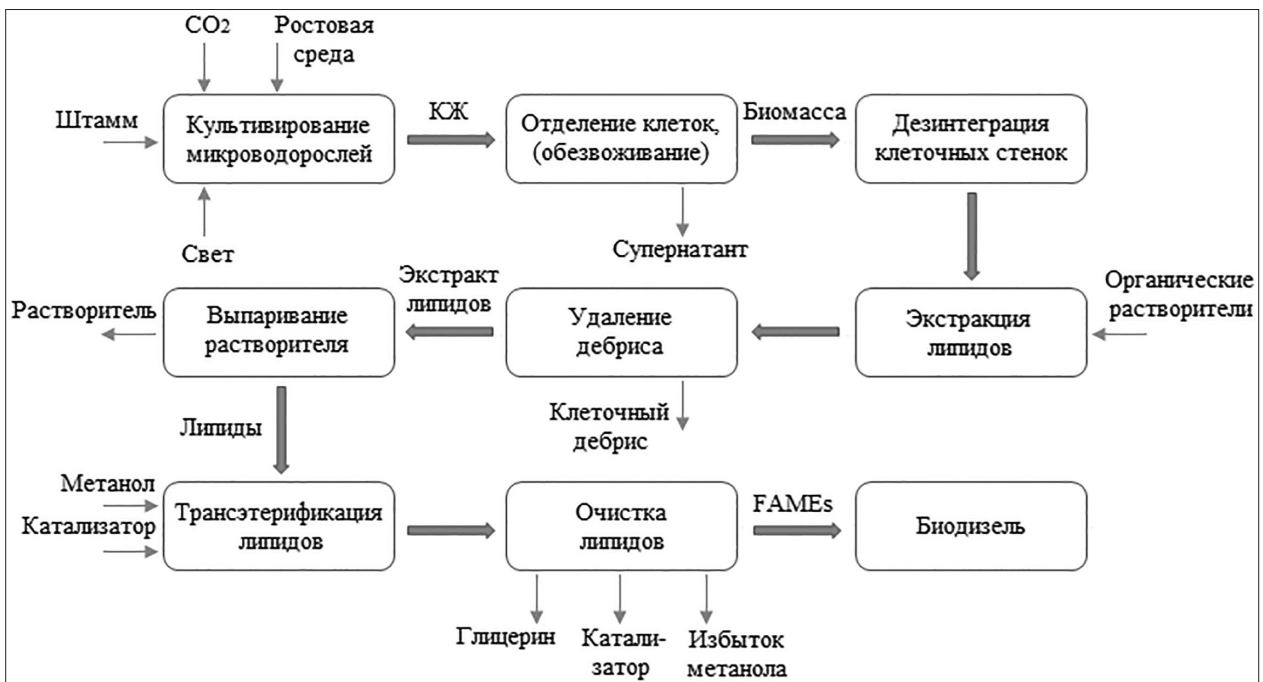 CO2
Ростовая
среда
Штамм
Культивирование
микроводорослей
КЖ
Отделение клеток,
(обезвоживание)
Биомасса
Дезинтеграция
клеточных стенок
Свет
Супернатант
Органические
растворители
Экстракция
липидов
Удаление
дебриса
Экстракт
липидов
Выпаривание
растворителя
Растворитель
Клеточный
дебрис
Липиды
Метанол
Катализатор
Трансэтерификация
липидов
Очистка
липидов
FAMEs
Биодизель
Глицерин
Катали-
затор
Избыток
метанола